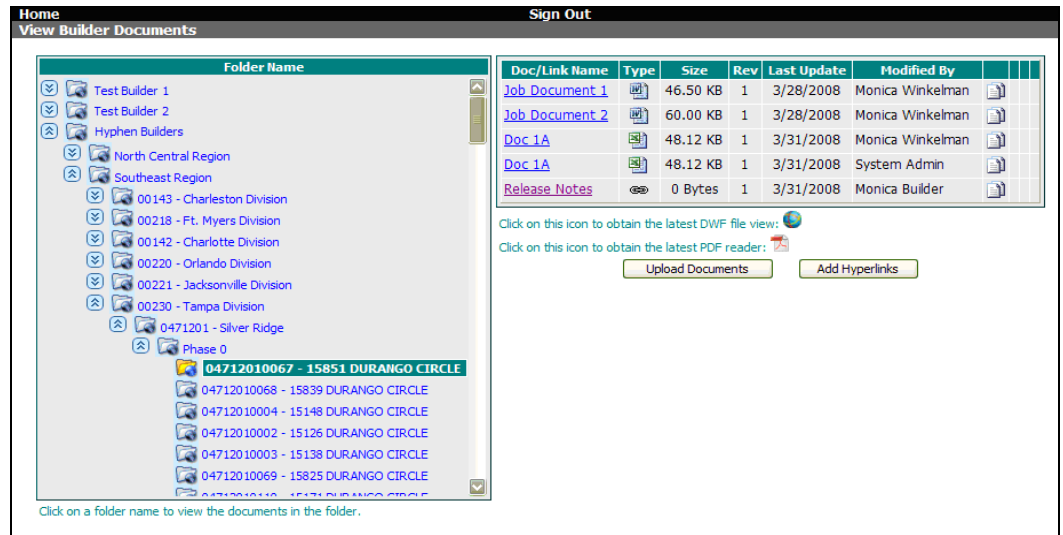 Home Sign Out
View Builder Documents
Folder Name
Test Builder 1
Test Builder 2
Hyphen Builders
North Central Region
Southeast Region
00143 - Charleston Division
00218 - Ft. Myers Division
00142 - Charlotte Division
00220 - Orlando Division
00221 - Jacksonville Division
00230 - Tampa Division
0471201 - Silver Ridge
Phase 0
04712010067 - 15851 DURANGO CIRCLE
04712010068 - 15839 DURANGO CIRCLE
04712010004 - 15148 DURANGO CIRCLE
04712010002 - 15126 DURANGO CIRCLE
04712010003 - 15138 DURANGO CIRCLE
04712010069 - 15825 DURANGO CIRCLE
DURANGO CIRCLE
Click on a folder name to view the documents in the folder.
Doc/Link Name Type Size Rev Last Update Modified By
Job Document 1 46.50 KB 1 3/28/2008 Monica Winkelman
Job Document 2 60.00 KB 1 3/28/2008 Monica Winkelman
Doc 1A 48.12 KB 1 3/31/2008 Monica Winkelman
Doc 1A 48.12 KB 1 3/31/2008 System Admin
Release Notes 0 Bytes 1 3/31/2008 Monica Builder
Click on this icon to obtain the latest DWF file view:
Click on this icon to obtain the latest PDF reader:
Upload Documents Add Hyperlinks